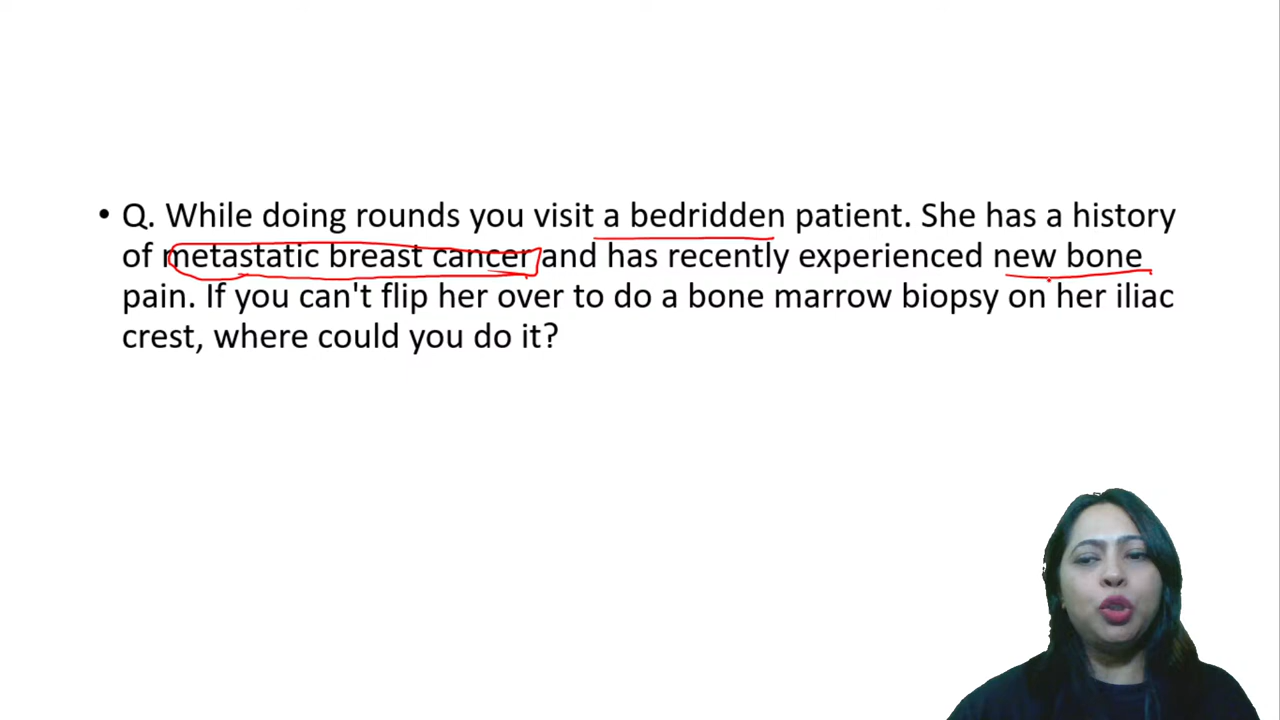 • Q. While doing rounds you visit a bedridden patient. She has a history
of metastatic breast cancer and has recently experienced new bone
pain. If you can't flip her over to do a bone marrow biopsy on her iliac
crest, where could you do it?